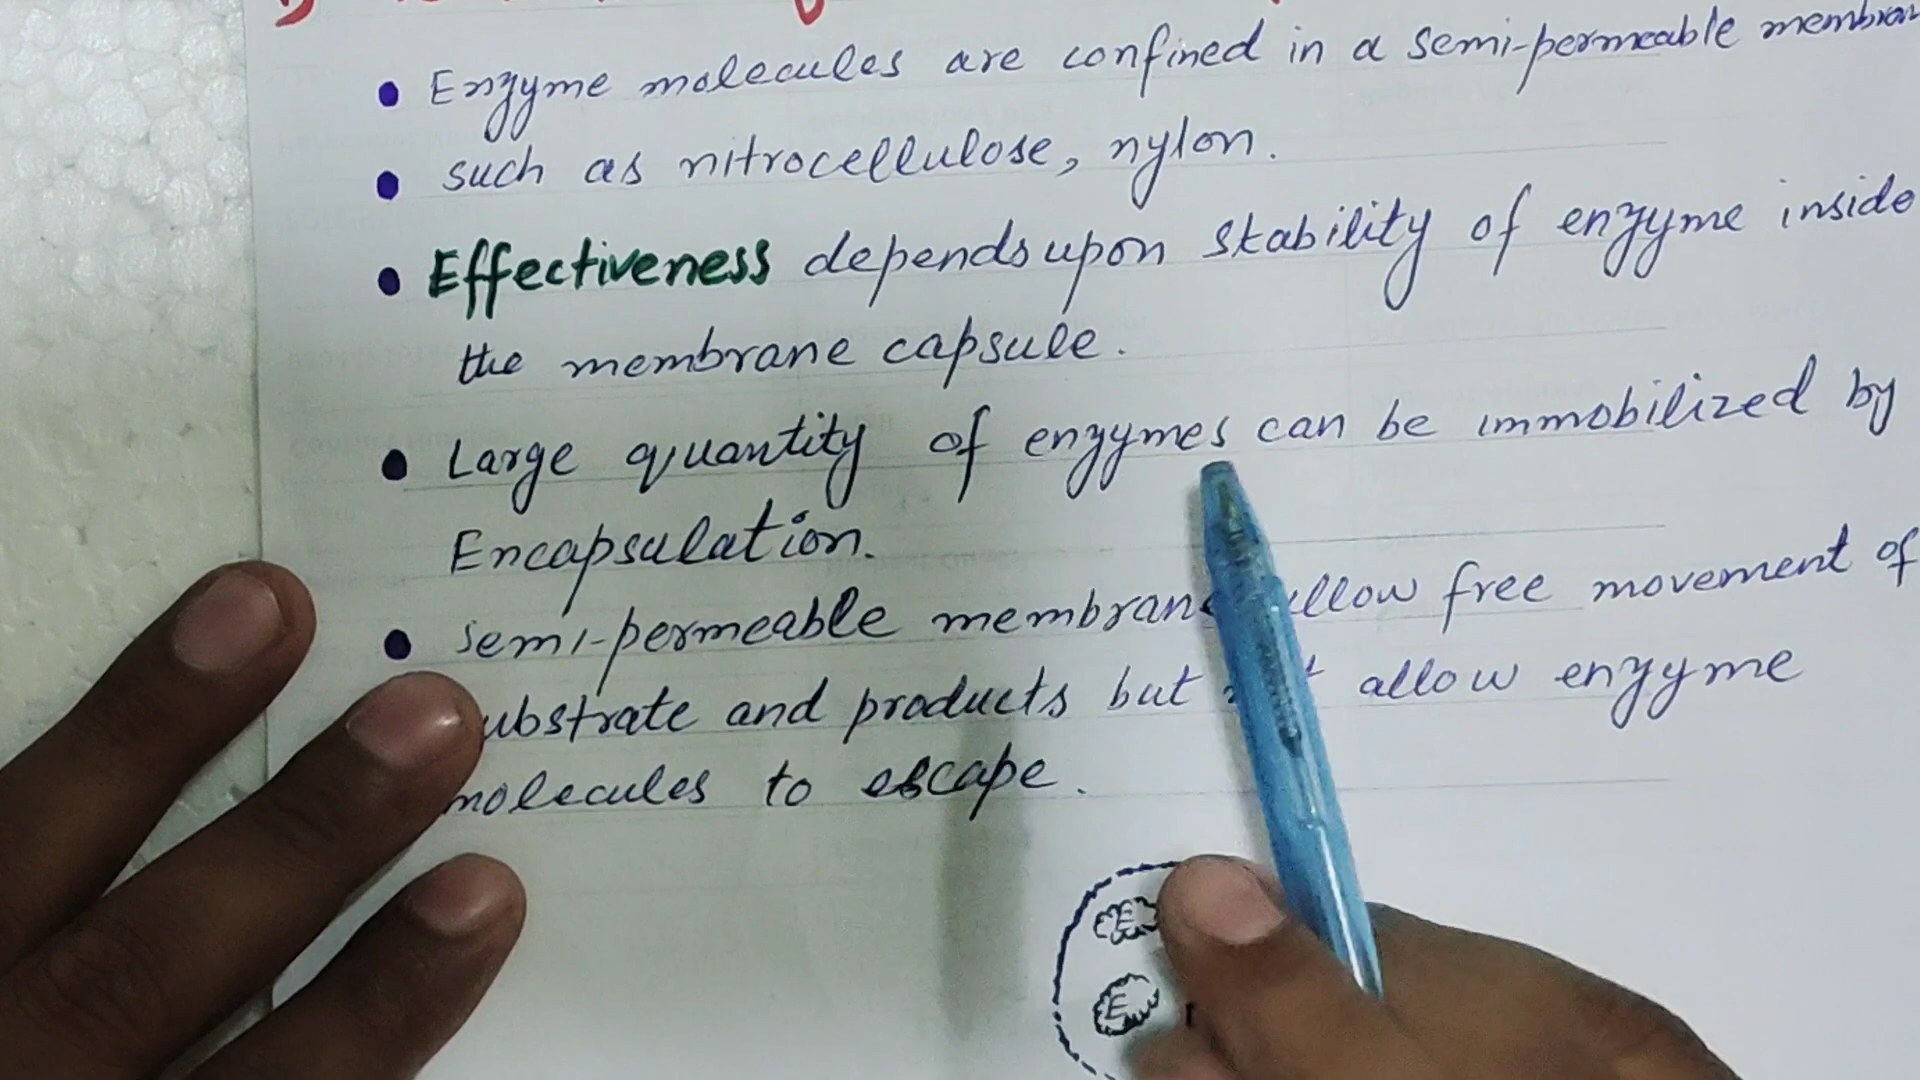 • Enzyme molecules are confined in a semi-permeable
• such as nitrocellulose, nylon.
• Effectiveness depends upon stability of enzyme inside
the membrane capsule.
• Large quantity of enzymes can be immobilized by
Encapsulation.
• semi-permeable allow free movement of
substrate and products but allow enzyme
molecules to escape.
E
E